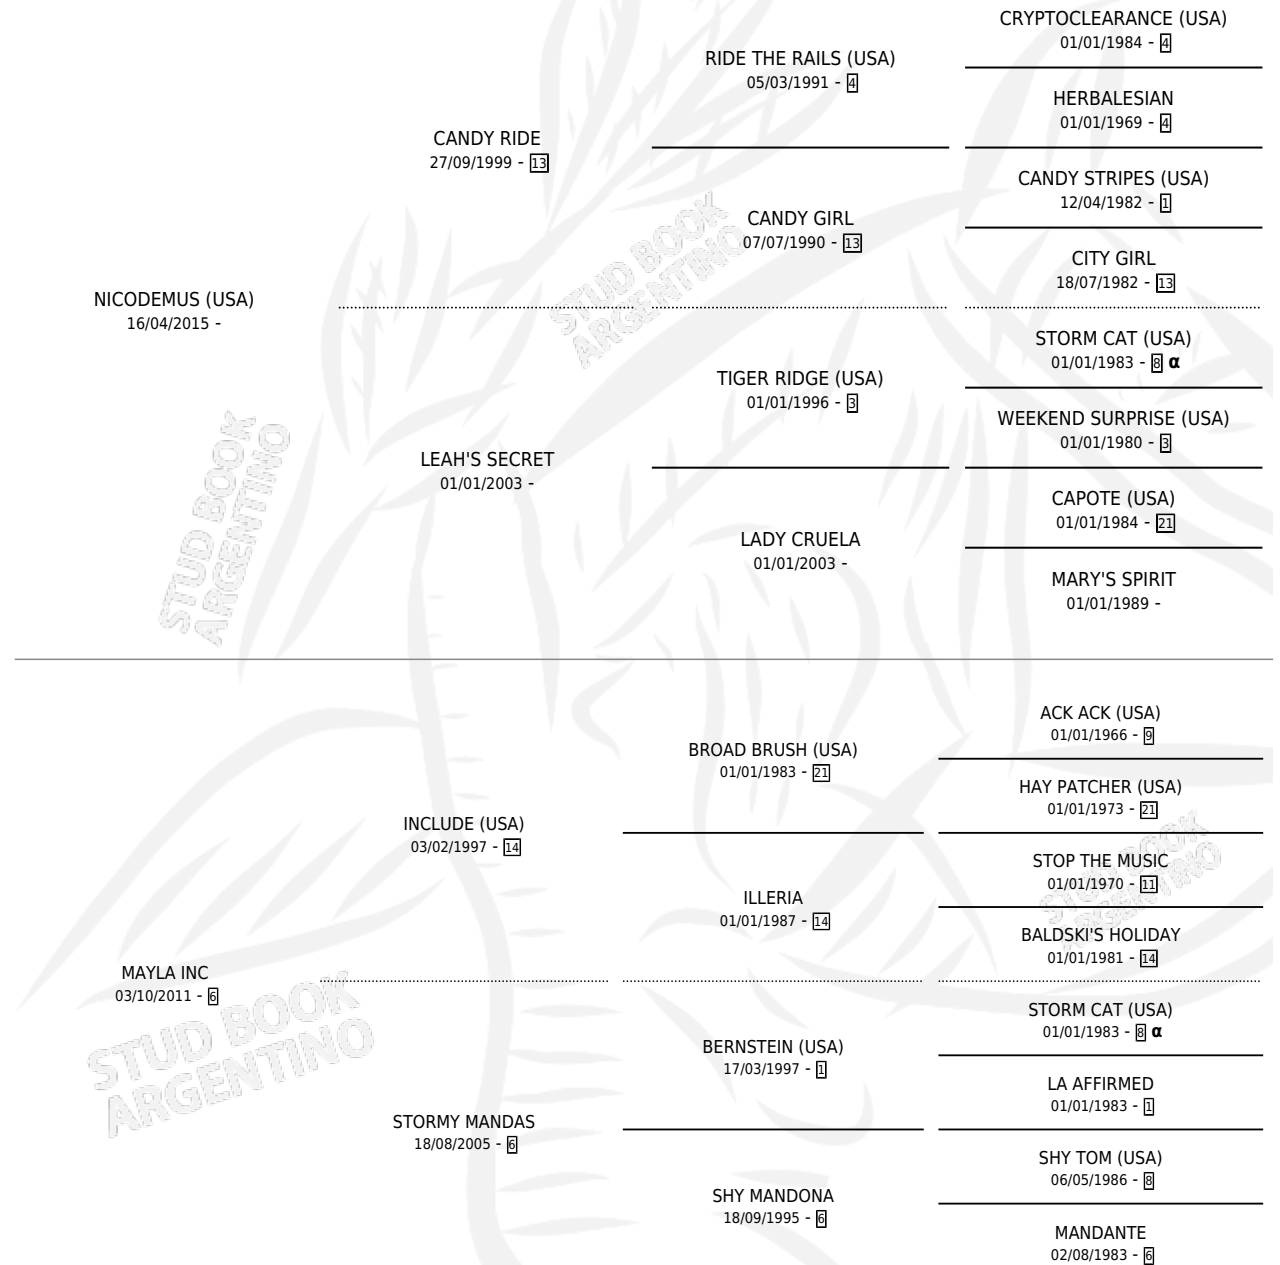 CRYPTOCLEARANCE (USA)
01/01/1984 - 4
RIDE THE RAILS (USA)
05/03/1991 - 4
HERBALESIAN
01/01/1969 - 4
CANDY RIDE
27/09/1999 - 13
CANDY STRIPES (USA)
12/04/1982 - 1
CANDY GIRL
07/07/1990 - 13
CITY GIRL
18/07/1982 - 13
NICODEMUS (USA)
16/04/2015 -
STORM CAT (USA)
01/01/1983 - 8 α
TIGER RIDGE (USA)
01/01/1996 - 3
WEEKEND SURPRISE (USA)
01/01/1980 - 3
LEAH'S SECRET
01/01/2003 -
CAPOTE (USA)
01/01/1984 - 21
LADY CRUELA
01/01/2003 -
MARY'S SPIRIT
01/01/1989 -
ACK ACK (USA)
01/01/1966 - 9
BROAD BRUSH (USA)
01/01/1983 - 21
HAY PATCHER (USA)
01/01/1973 - 21
INCLUDE (USA)
03/02/1997 - 14
STOP THE MUSIC
01/01/1970 - 11
ILLERIA
01/01/1987 - 14
BALDSKI'S HOLIDAY
01/01/1981 - 14
MAYLA INC
03/10/2011 - 6
STORM CAT (USA)
01/01/1983 - 8 α
BERNSTEIN (USA)
17/03/1997 - 1
LA AFFIRMED
01/01/1983 - 1
STORMY MANDAS
18/08/2005 - 6
SHY TOM (USA)
06/05/1986 - 8
SHY MANDONA
18/09/1995 - 6
MANDANTE
02/08/1983 - 6
STUD BOOK
ARGENTINO
STUD BOOK
ARGENTINO
STUD BOOK
ARGENTINO
STUD BOOK
ARGENTINO